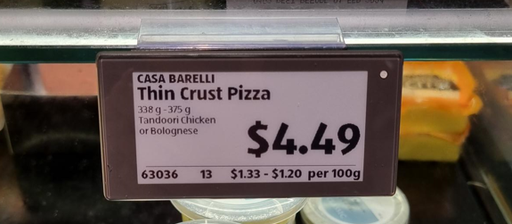 CASA BARELLI
Thin Crust Pizza
338 g - 375 g
Tandoori Chicken
or Bolognese
$4.49
63036 13 $1.33 - $1.20 per 100g